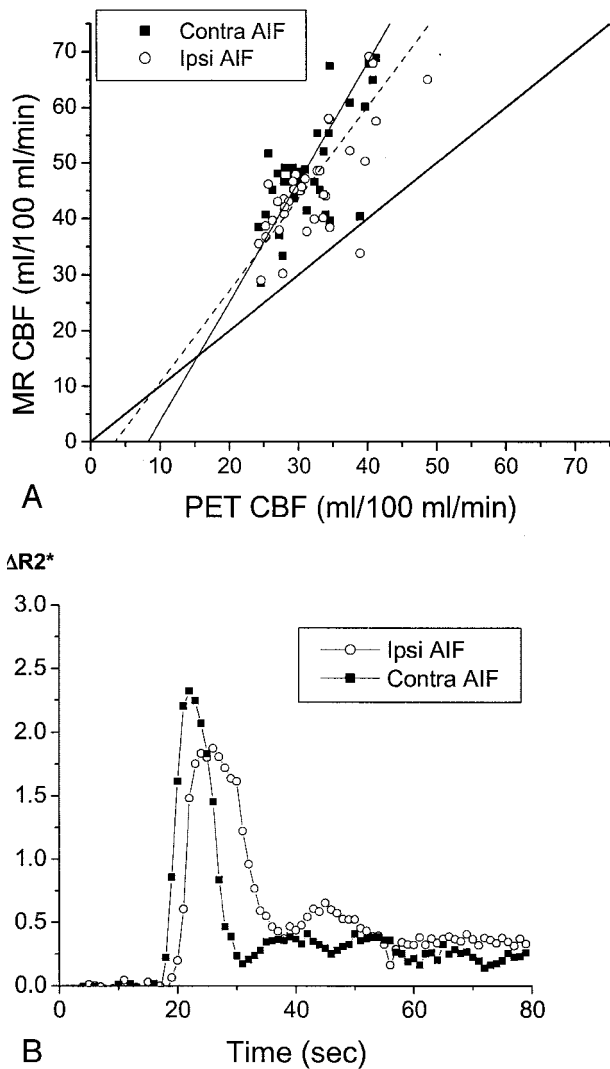 Contra AIF
Ipsi AIF
MR CBF (ml/100 ml/min)
70
60
50
40
30
20
10
0
0 10 20 30 40 50 60 70
A
PET CBF (ml/100 ml/min)
ΔR2*
3.0
2.5
2.0
1.5
1.0
0.5
0.0
Ipsi AIF
Contra AIF
0 20 40 60 80
B
Time (sec)